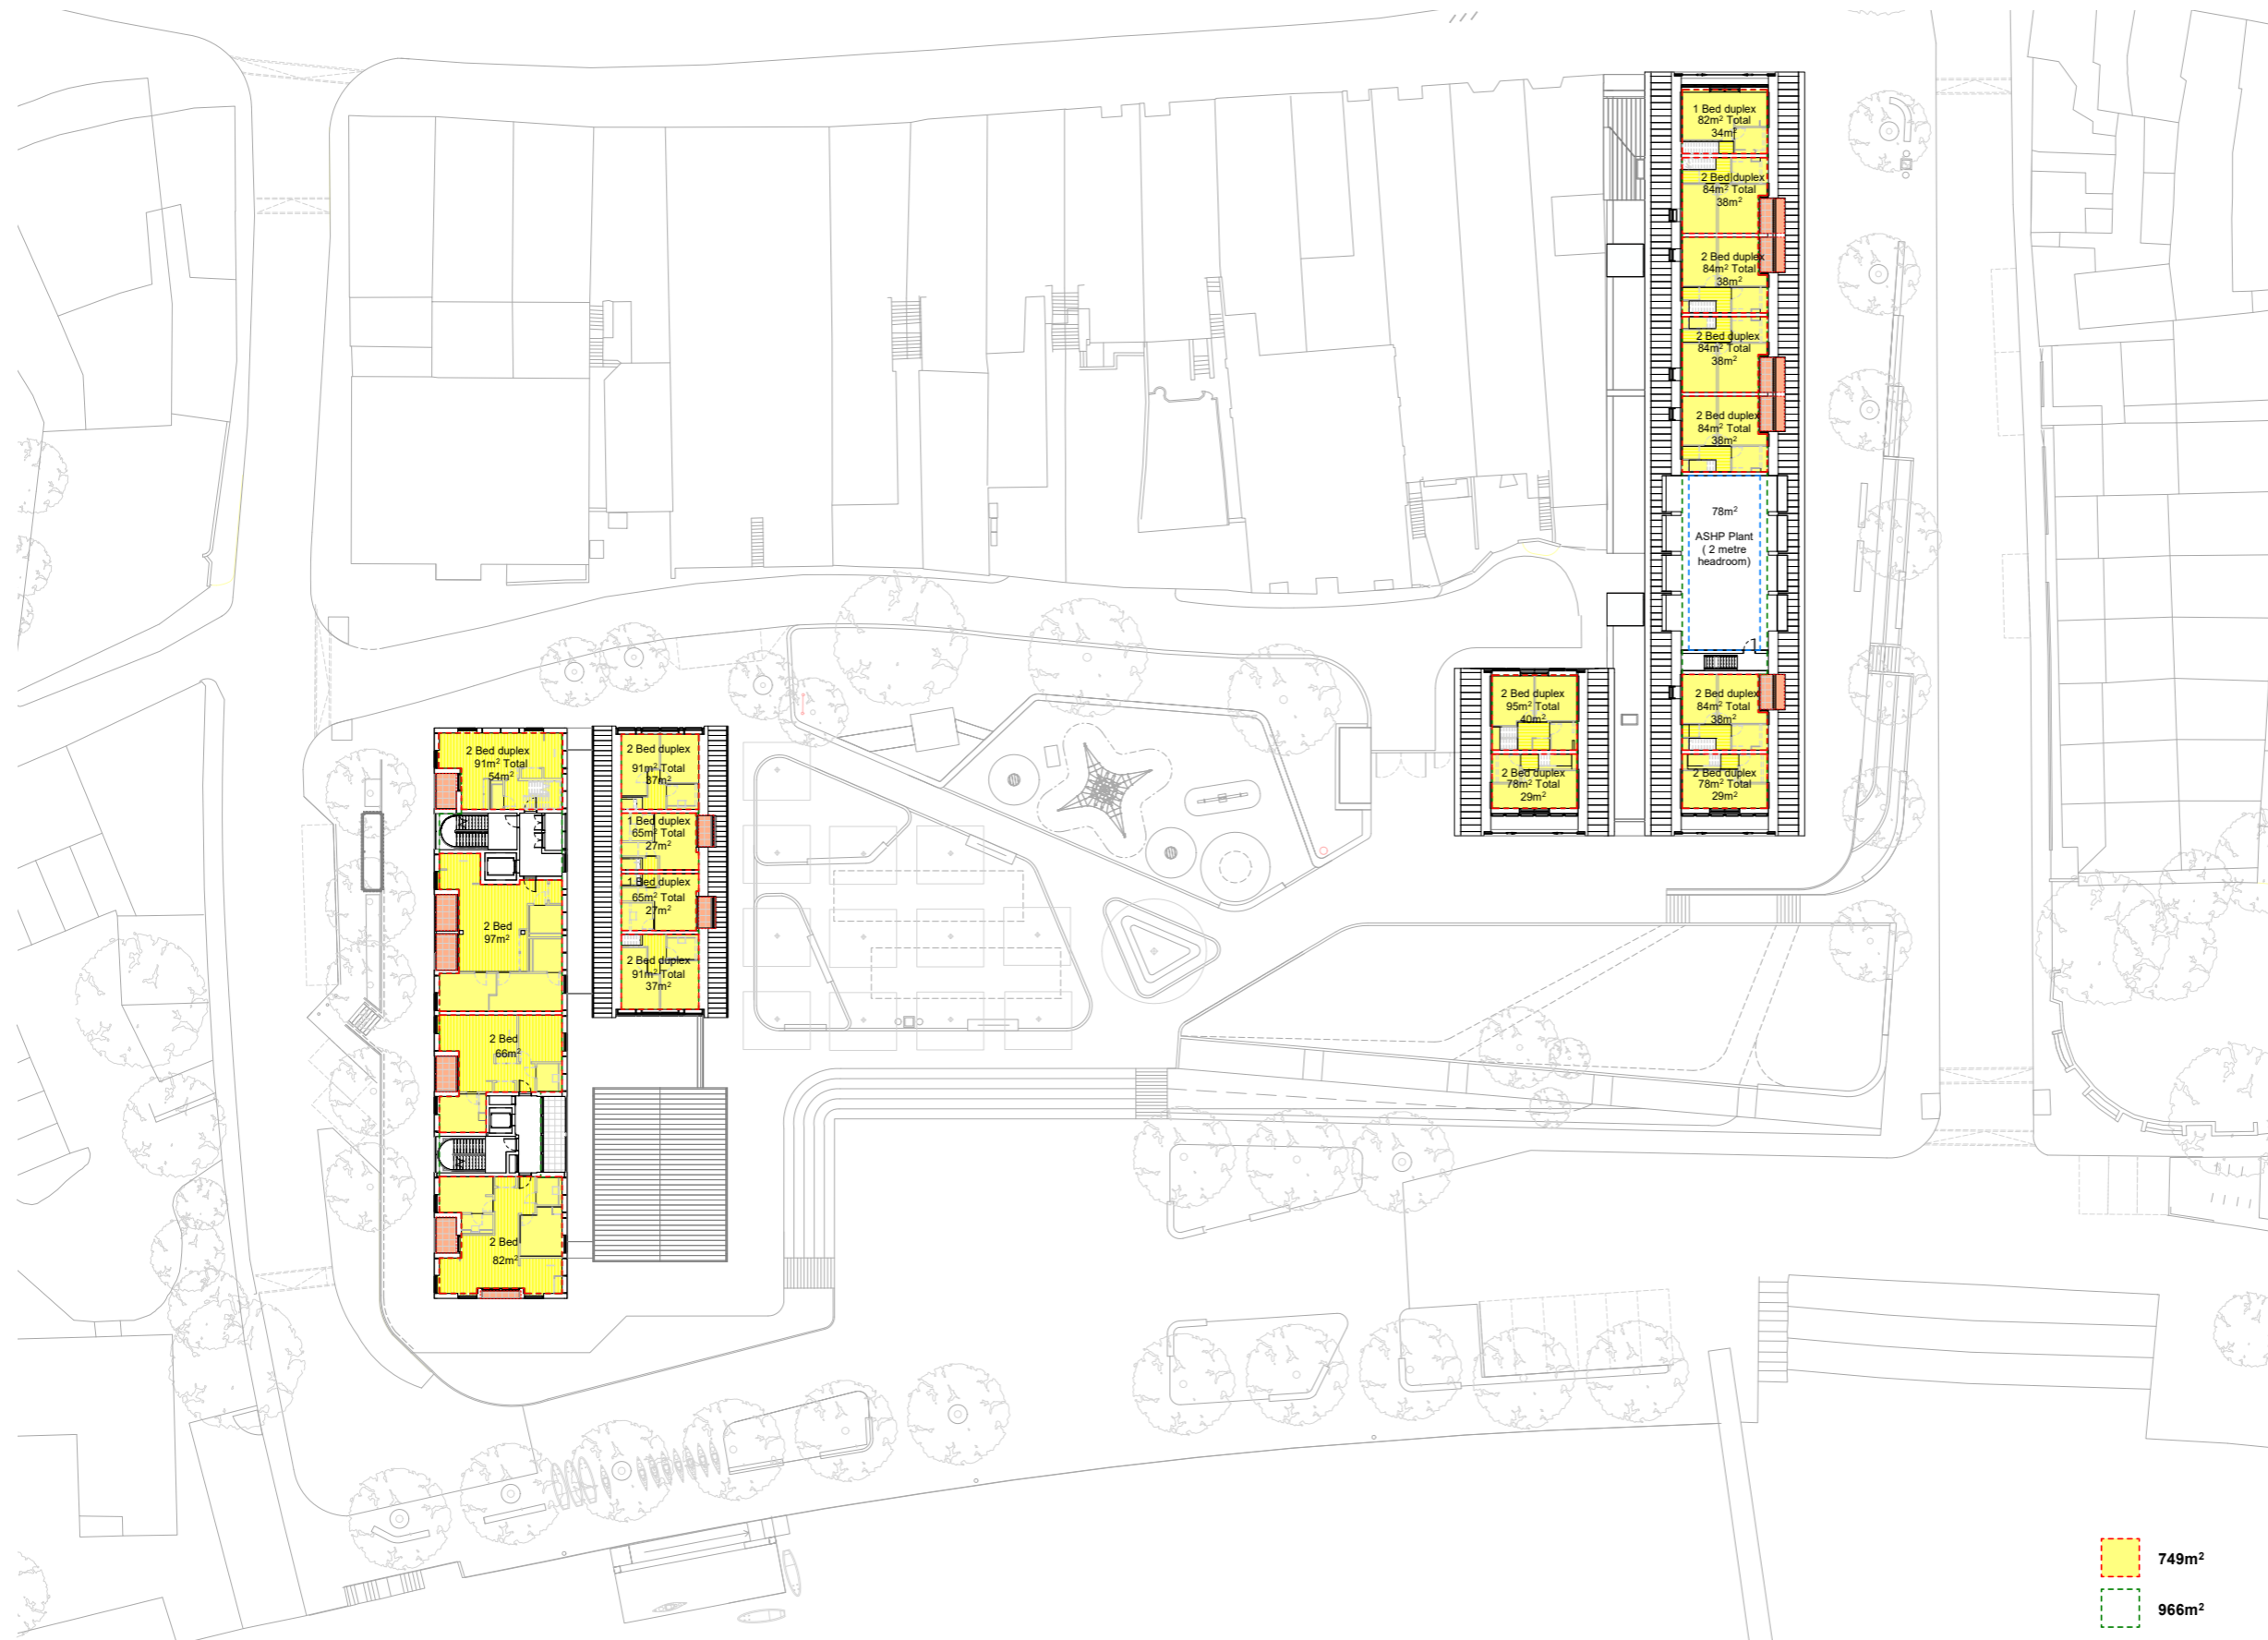 1 Bed duplex
82m² Total
34m²
2 Bed duplex
84m² Total
38m²
2 Bed duplex
84m² Total
38m²
2 Bed duplex
84m² Total
38m²
2 Bed duplex
84m² Total
38m²
78m²
ASHP Plant
( 2 metre
headroom)
2 Bed duplex
84m² Total
38m²
2 Bed duplex
78m² Total
29m²
2 Bed duplex
95m² Total
40m²
2 Bed duplex
78m² Total
29m²
2 Bed duplex
91m² Total
54m²
2 Bed
97m²
2 Bed
66m²
2 Bed
82m²
2 Bed duplex
91m² Total
37m²
1 Bed duplex
65m² Total
27m²
1 Bed duplex
65m² Total
27m²
2 Bed duplex
91m² Total
37m²
749m²
966m²